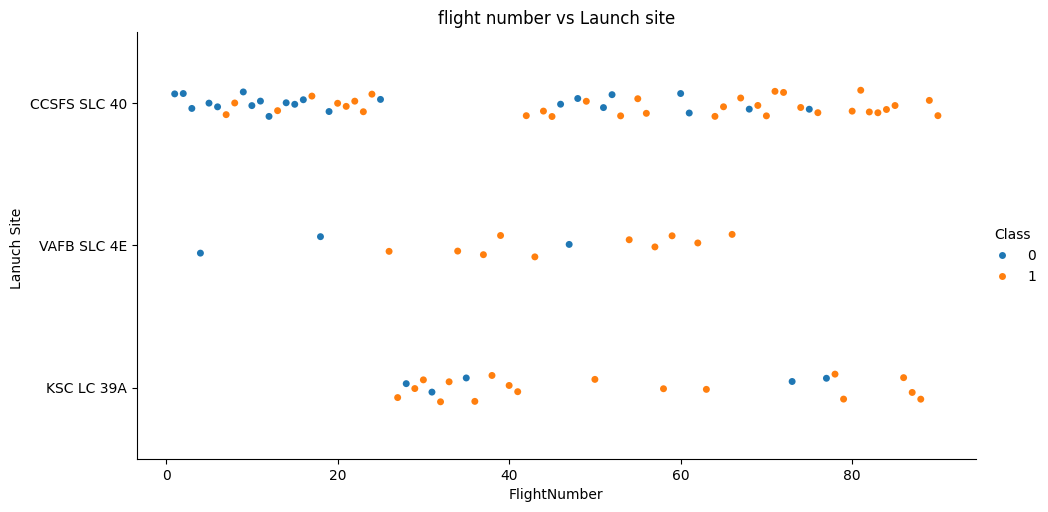 flight number vs Launch site
Lanuch Site
CCSFS SLC 40
VAFB SLC 4E
KSC LC 39A
0 20 40 60 80
FlightNumber
Class
0
1